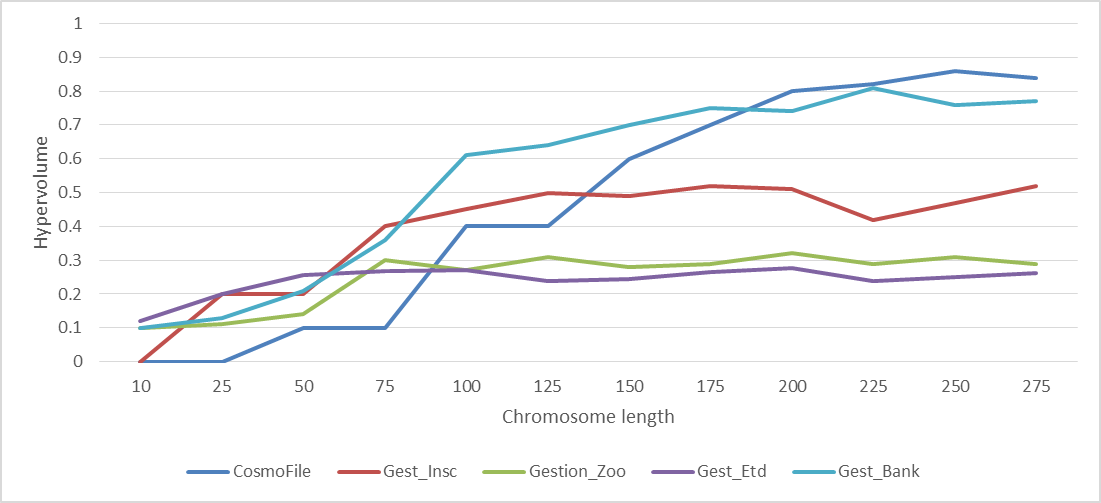 1
0.9
0.8
0.7
0.6
0.5
0.4
0.3
0.2
0.1
0
Hypervolume
10 25 50 75 100 125 150 175 200 225 250 275
Chromosome length
CosmoFile Gest_Insc Gestion_Zoo Gest_Etd Gest_Bank